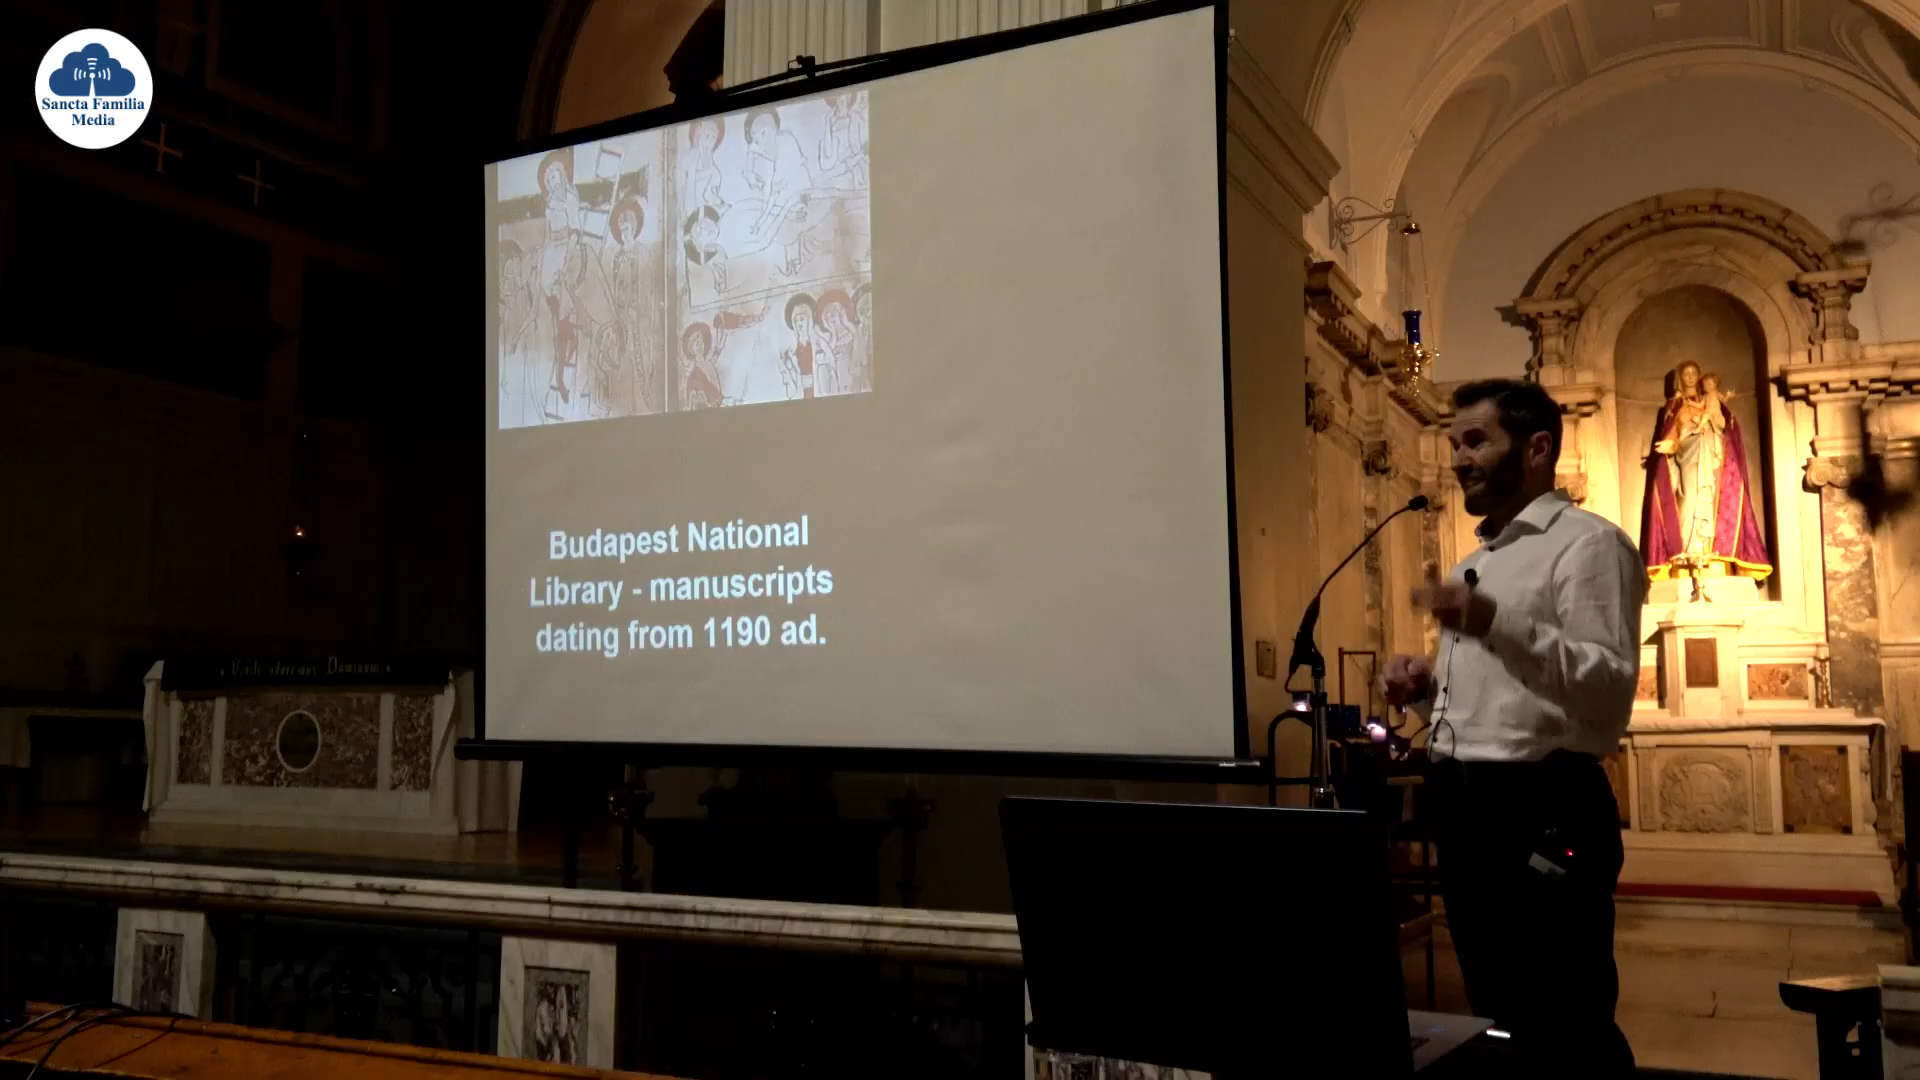 Sancta Familia
Media
Budapest National
Library - manuscripts
dating from 1190 ad.